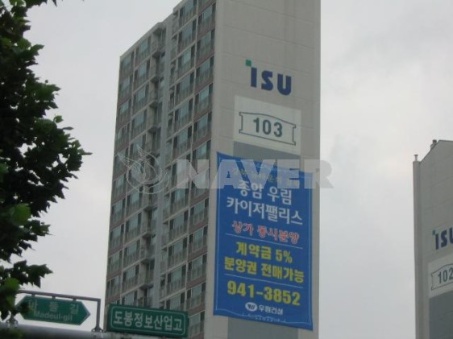 ISU
103
NAVER
종암 우림
카이저팰리스
상가 동시분양
계약금 5%
분양권 전매가능
941-3852
우림건설
ISU
102
Madeul-gil
도봉정보산업고